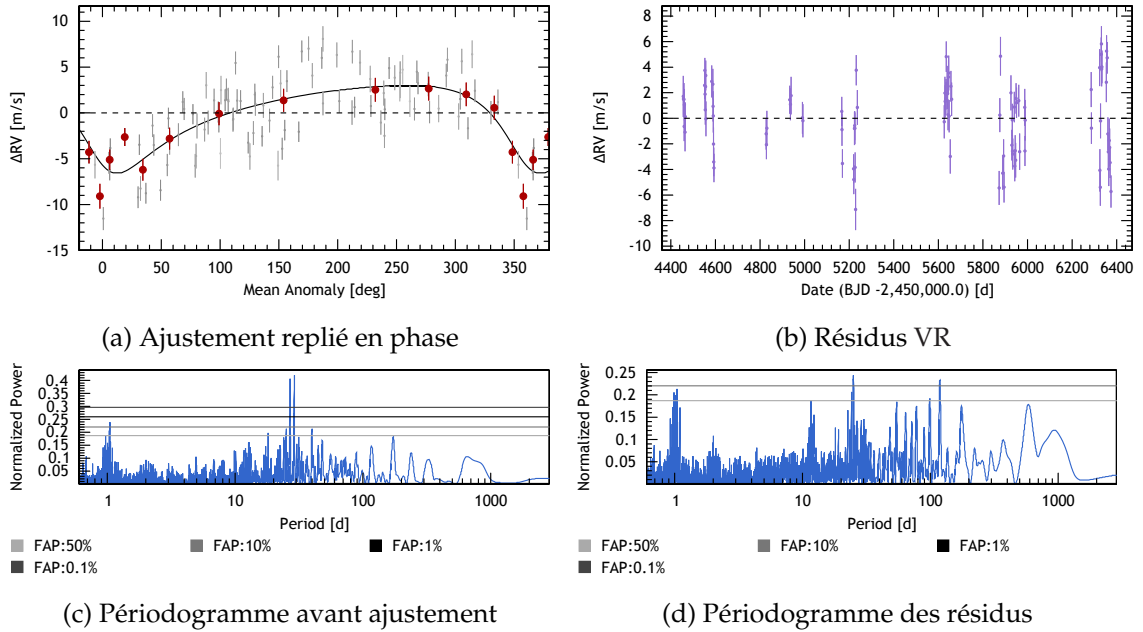 15
10
5
0
-5
-10
-15
ΔRV [m/s]
0 50 100 150 200 250 300 350
Mean Anomaly [deg]
(a) Ajustement replié en phase
8
6
4
2
0
-2
-4
-6
-8
-10
ΔRV [m/s]
4400 4600 4800 5000 5200 5400 5600 5800 6000 6200 6400
Date (BJD -2,450,000.0) [d]
(b) Résidus VR
0.4
0.3
0.25
0.2
0.15
0.1
0.05
Normalized Power
1 10 100 1000
Period [d]
FAP:50% FAP:10% FAP:1%
FAP:0.1%
(c) Périodogramme avant ajustement
0.25
0.2
0.15
0.1
0.05
Normalized Power
1 10 100 1000
Period [d]
FAP:50% FAP:10% FAP:1%
FAP:0.1%
(d) Périodogramme des résidus